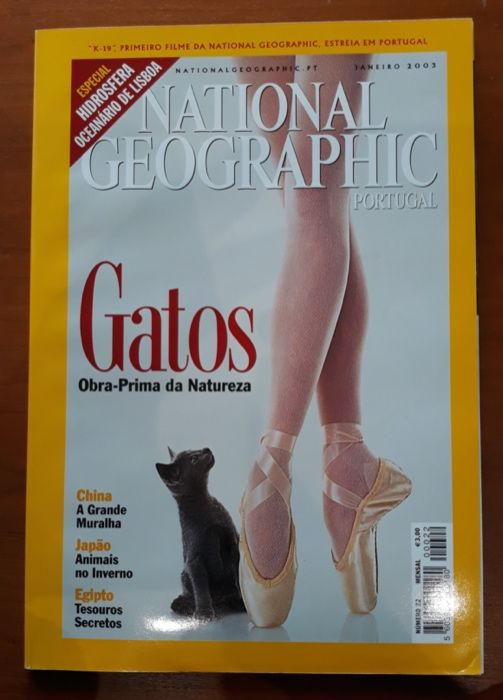 "K-19", PRIMEIRO FILME DA NATIONAL GEOGRAPHIC, ESTREIA EM PORTUGAL
ESPECIAL
HIDROSFERA
OCEANÁRIO DE LISBOA
NATIONALGEOGRAPHIC.PT JANEIRO 2003
NATIONAL
GEOGRAPHIC
PORTUGAL
Gatos
Obra-Prima da Natureza
China
A Grande
Muralha
Japão
Animais
no Inverno
Egipto
Tesouros
Secretos
NÚMERO 22 MENSAL €3,00
00022